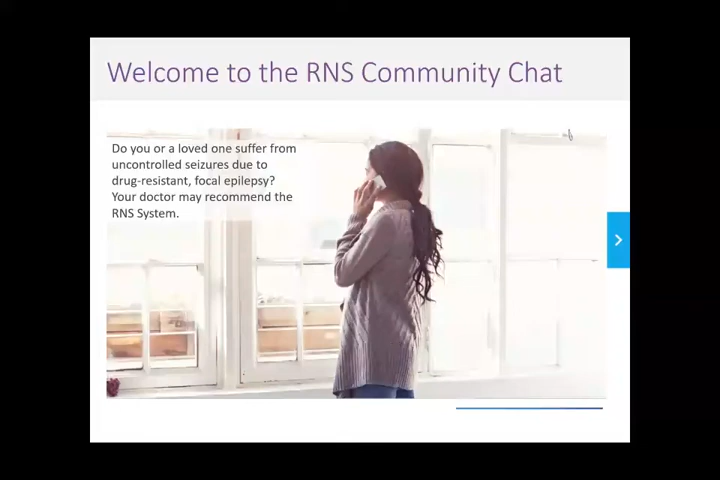 Welcome to the RNS Community Chat
Do you or a loved one suffer from
uncontrolled seizures due to
drug-resistant, focal epilepsy?
Your doctor may recommend the
RNS System.